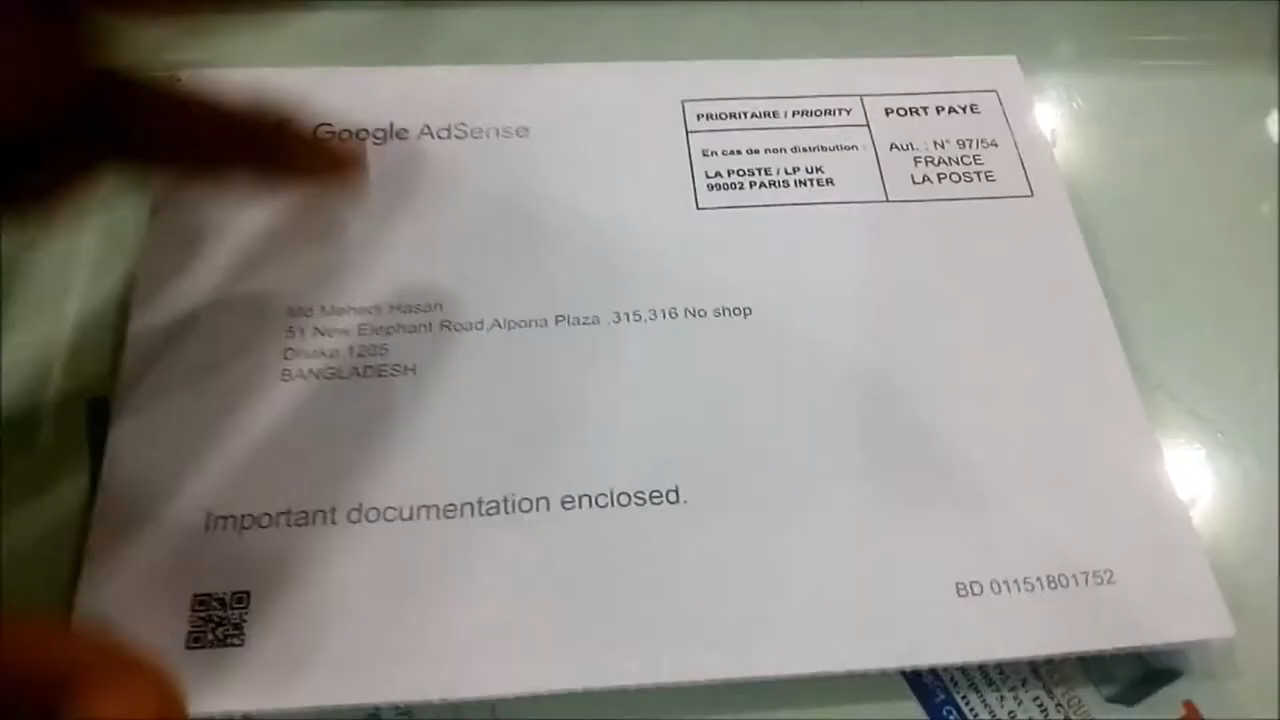 Google AdSense
PRIORITAIRE / PRIORITY
En cas de non distribution :
LA POSTE / LP UK
99002 PARIS INTER
PORT PAYE
Aut. : N° 97/54
FRANCE
LA POSTE
Md Mehedi Hasan
51 New Elephant Road,Alpona Plaza ,315,316 No shop
Dhaka 1205
BANGLADESH
Important documentation enclosed.
BD 01151801752